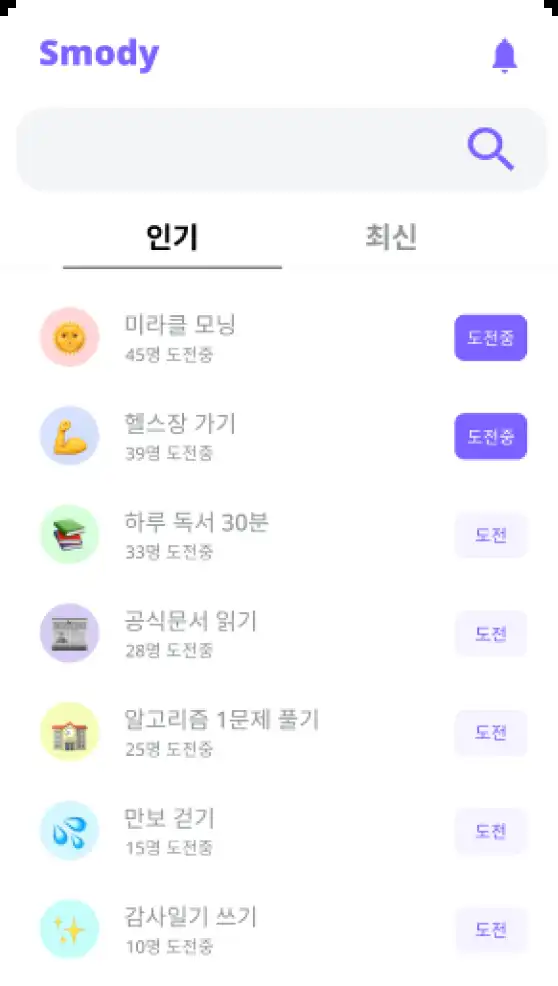 Smody
인기
최신
미라클 모닝
45명 도전중
도전중
헬스장 가기
39명 도전중
도전중
하루 독서 30분
33명 도전중
도전
공식문서 읽기
28명 도전중
도전
알고리즘 1문제 풀기
25명 도전중
도전
만보 걷기
15명 도전중
도전
감사일기 쓰기
10명 도전중
도전